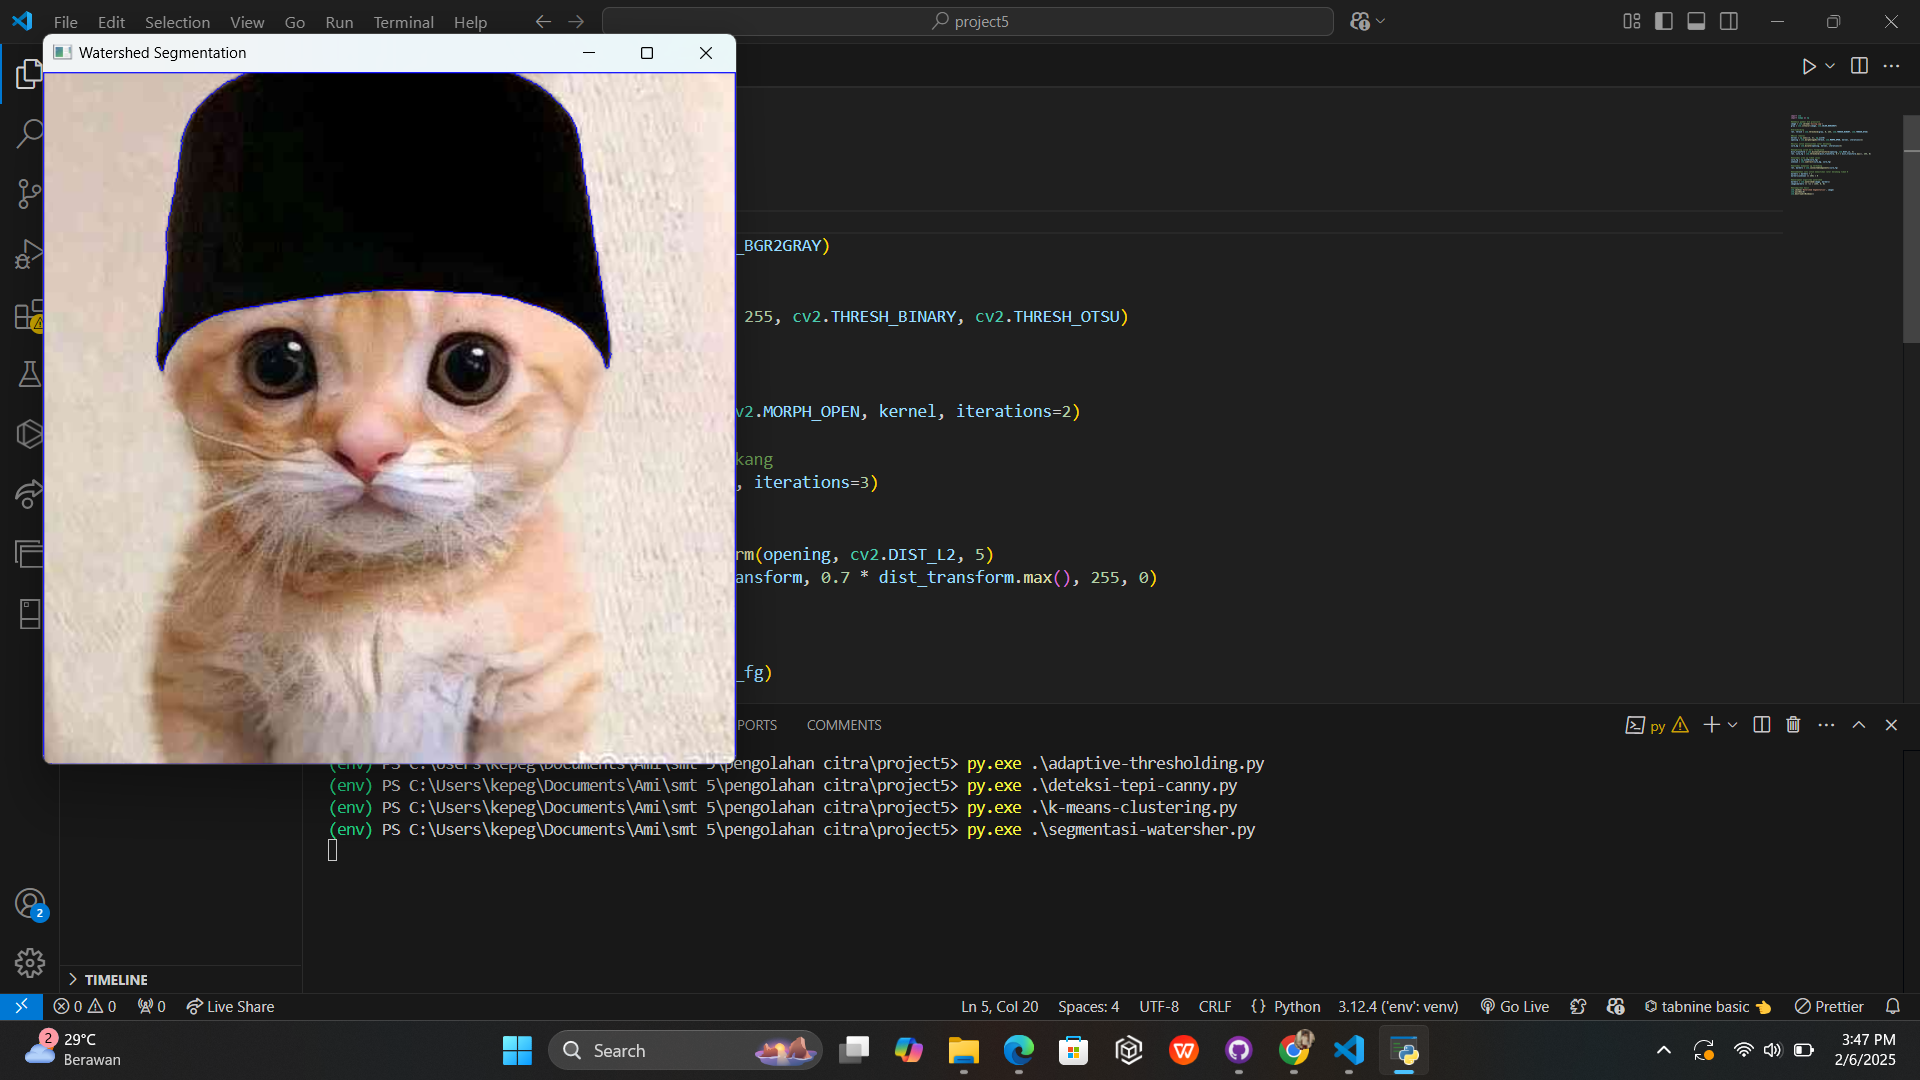 File Edit Selection View Go Run Terminal Help
project5
Watershed Segmentation
_BGR2GRAY)
255, cv2.THRESH_BINARY, cv2.THRESH_OTSU)
v2.MORPH_OPEN, kernel, iterations=2)
kang
, iterations=3)
rm(opening, cv2.DIST_L2, 5)
ansform, 0.7 * dist_transform.max(), 255, 0)
_fg)
PORTS COMMENTS
py
(env) PS C:\Users\kepeg\Documents\Ami\smt 5\pengolahan citra\project5> py.exe .\adaptive-thresholding.py
(env) PS C:\Users\kepeg\Documents\Ami\smt 5\pengolahan citra\project5> py.exe .\deteksi-tepi-canny.py
(env) PS C:\Users\kepeg\Documents\Ami\smt 5\pengolahan citra\project5> py.exe .\k-means-clustering.py
(env) PS C:\Users\kepeg\Documents\Ami\smt 5\pengolahan citra\project5> py.exe .\segmentasi-watersher.py
2
TIMELINE
0 0 0 Live Share Ln 5, Col 20 Spaces: 4 UTF-8 CRLF {} Python 3.12.4 ('env': venv) Go Live tabnine basic Prettier
2
29°C
Berawan
Search
3:47 PM
2/6/2025